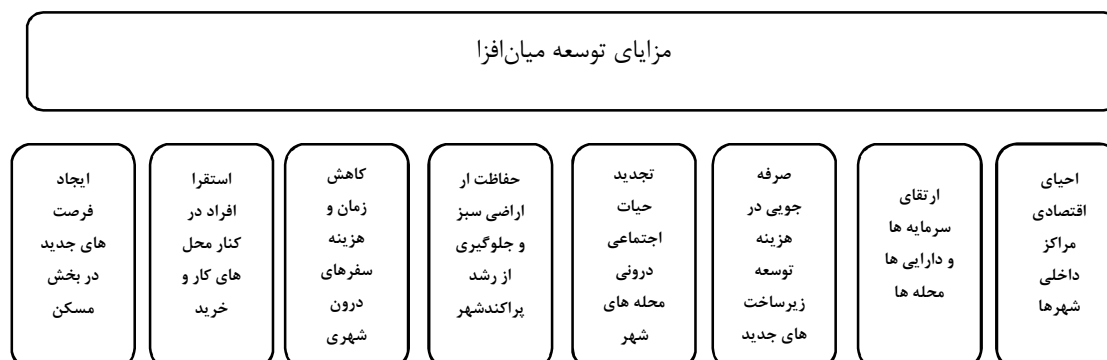 مزایای توسعه میان‌افزا
احیای
اقتصادی
مراکز
داخلی
شهرها
ارتقای
سرمایه ها
و دارایی ها
محله ها
صرفه
جویی در
هزینه
توسعه
زیرساخت
های جدید
تجدید
حیات
اجتماعی
درونی
محله های
شهر
حفاظت ار
اراضی سبز
و جلوگیری
از رشد
پراکندشهر
کاهش
زمان و
هزینه
سفرهای
درون
شهری
استقرا
افراد در
کنار محل
های کار و
خرید
ایجاد
فرصت
های جدید
در بخش
مسکن